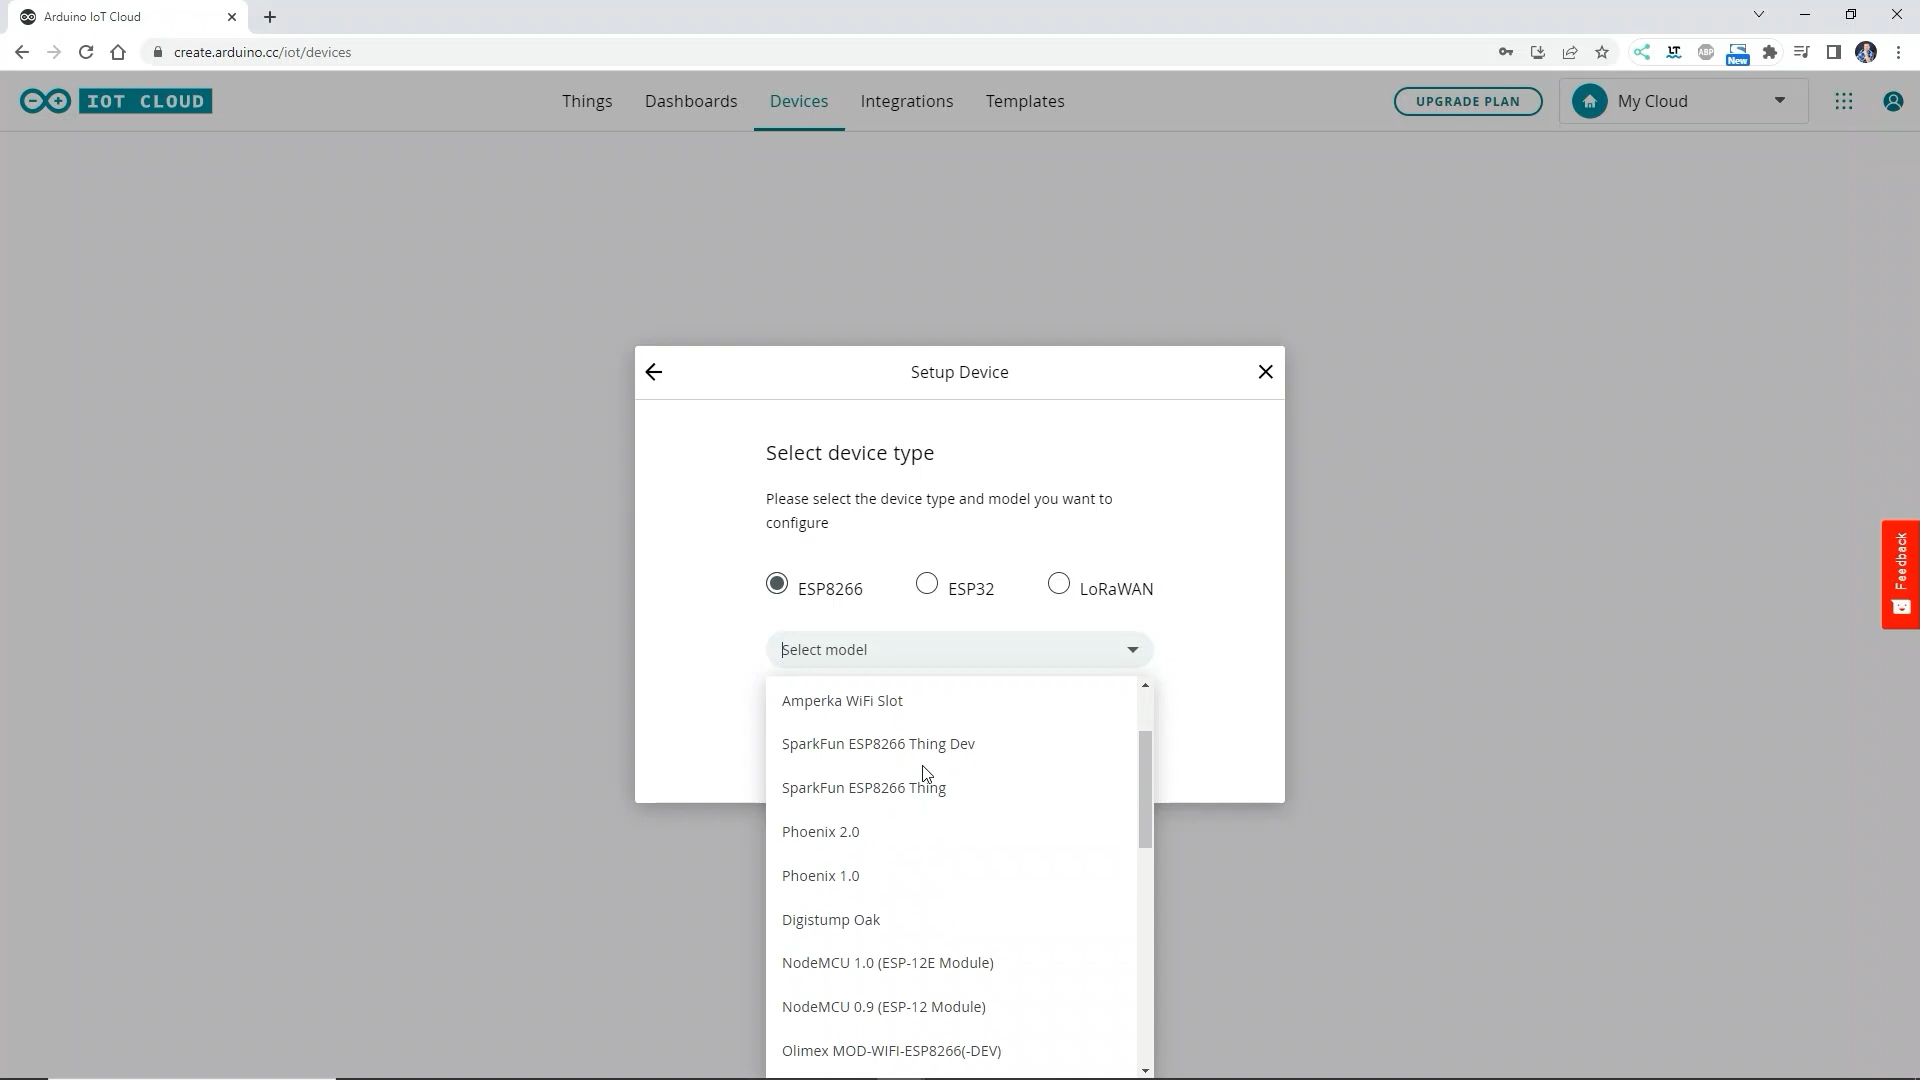 Arduino IoT Cloud
create.arduino.cc/iot/devices
LT
ABP
New
IOT CLOUD
Things
Dashboards
Devices
Integrations
Templates
UPGRADE PLAN
My Cloud
Setup Device
Select device type
Please select the device type and model you want to
configure
ESP8266
ESP32
LoRaWAN
Select model
Amperka WiFi Slot
SparkFun ESP8266 Thing Dev
SparkFun ESP8266 Thing
Phoenix 2.0
Phoenix 1.0
Digistump Oak
NodeMCU 1.0 (ESP-12E Module)
NodeMCU 0.9 (ESP-12 Module)
Olimex MOD-WIFI-ESP8266(-DEV)
Feedback